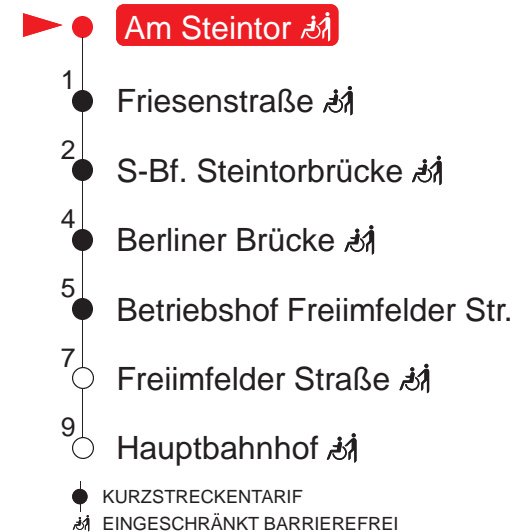 Am Steintor
1
Friesenstraße
2
S-Bf. Steintorbrücke
4
Berliner Brücke
5
Betriebshof Freiimfelder Str.
7
Freiimfelder Straße
9
Hauptbahnhof
KURZSTRECKENTARIF
EINGESCHRÄNKT BARRIEREFREI